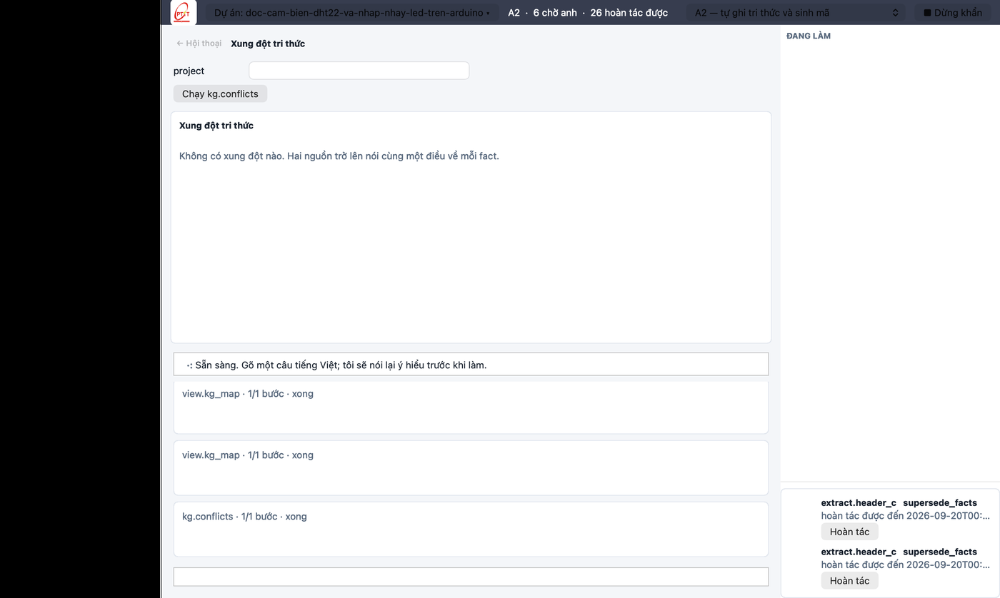 PTIT
Dự án: doc-cam-bien-dht22-va-nhap-nhay-led-tren-arduino ▾
A2 · 6 chờ anh · 26 hoàn tác được
A2 — tự ghi tri thức và sinh mã
■ Dừng khẩn
← Hội thoại Xung đột tri thức
project
Chạy kg.conflicts
Xung đột tri thức
Không có xung đột nào. Hai nguồn trở lên nói cùng một điều về mỗi fact.
·: Sẵn sàng. Gõ một câu tiếng Việt; tôi sẽ nói lại ý hiểu trước khi làm.
view.kg_map · 1/1 bước · xong
view.kg_map · 1/1 bước · xong
kg.conflicts · 1/1 bước · xong
ĐANG LÀM
extract.header_c supersede_facts
hoàn tác được đến 2026-09-20T00:...
Hoàn tác
extract.header_c supersede_facts
hoàn tác được đến 2026-09-20T00:...
Hoàn tác